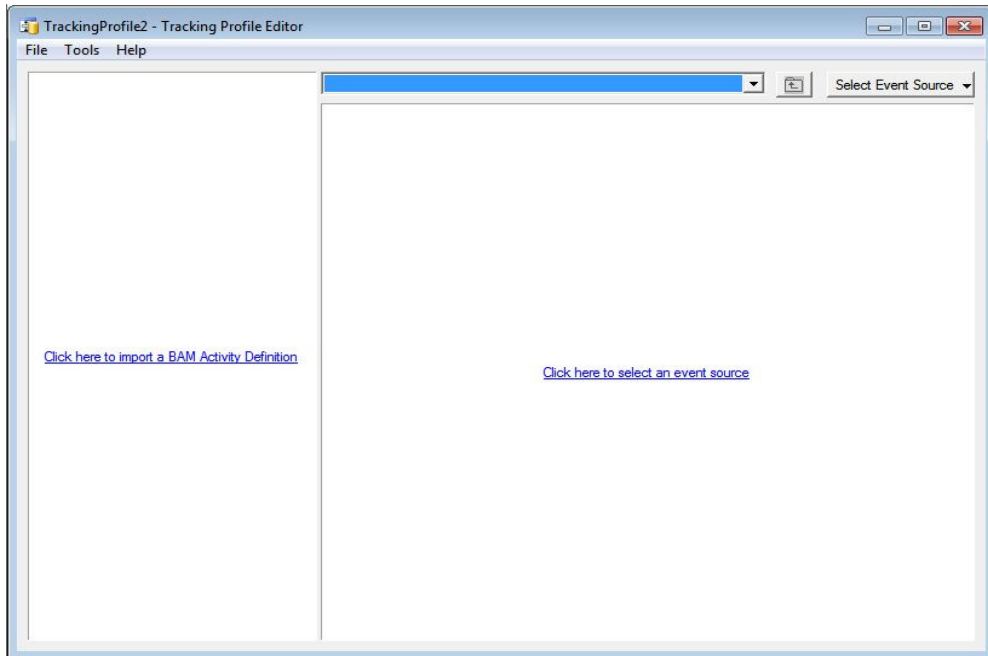 TrackingProfile2 - Tracking Profile Editor
File Tools Help
Select Event Source
Click here to import a BAM Activity Definition
Click here to select an event source